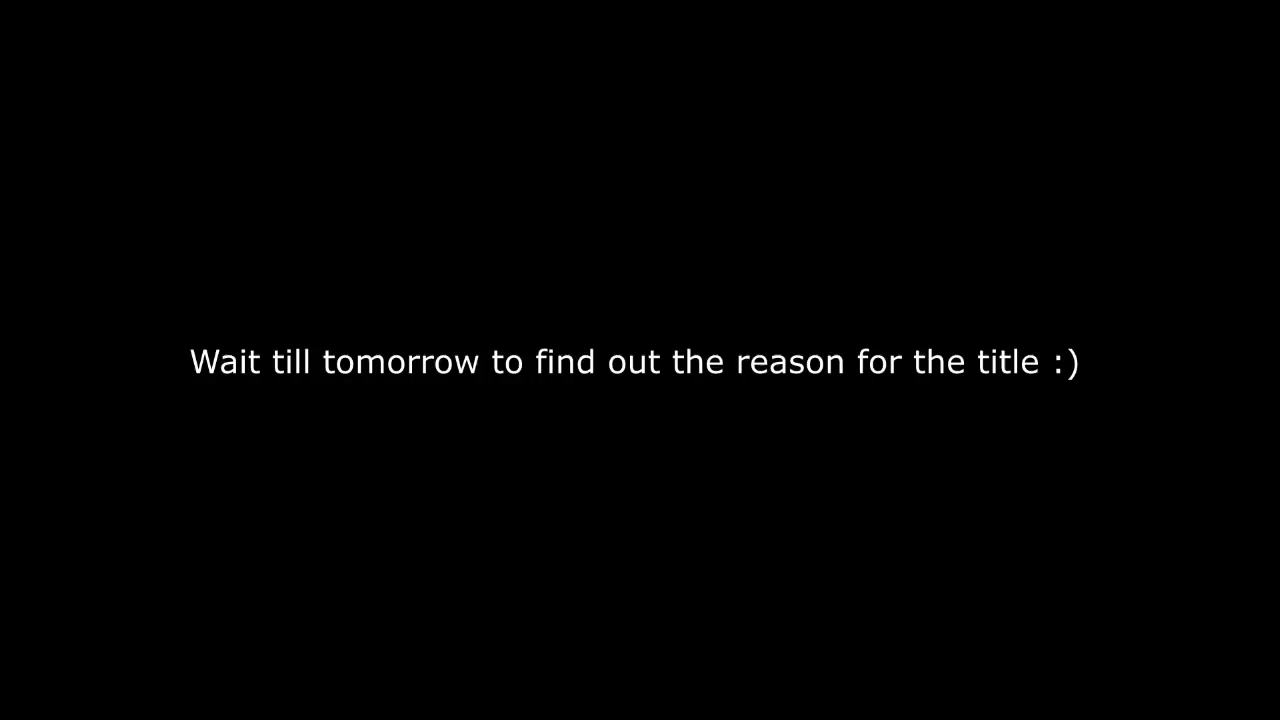 Wait till tomorrow to find out the reason for the title :)